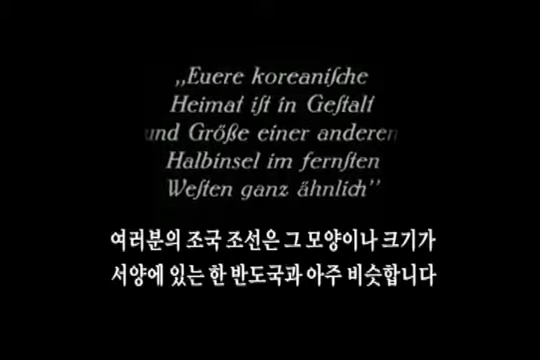 „Euere koreaniſche
Heimat iſt in Geſtalt
und Größe einer anderen
Halbinsel im fernſten
Weſten ganz ähnlich”
여러분의 조국 조선은 그 모양이나 크기가
서양에 있는 한 반도국과 아주 비슷합니다